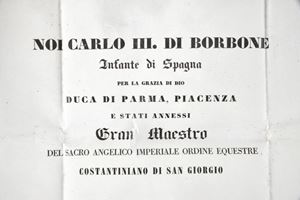 NOI CARLO III. DI BORBONE
Infante di Spagna
PER LA GRAZIA DI DIO
DUCA DI PARMA, PIACENZA
E STATI ANNESSI
Gran Maestro
DEL SACRO ANGELICO IMPERIALE ORDINE EQUESTRE
COSTANTINIANO DI SAN GIORGIO